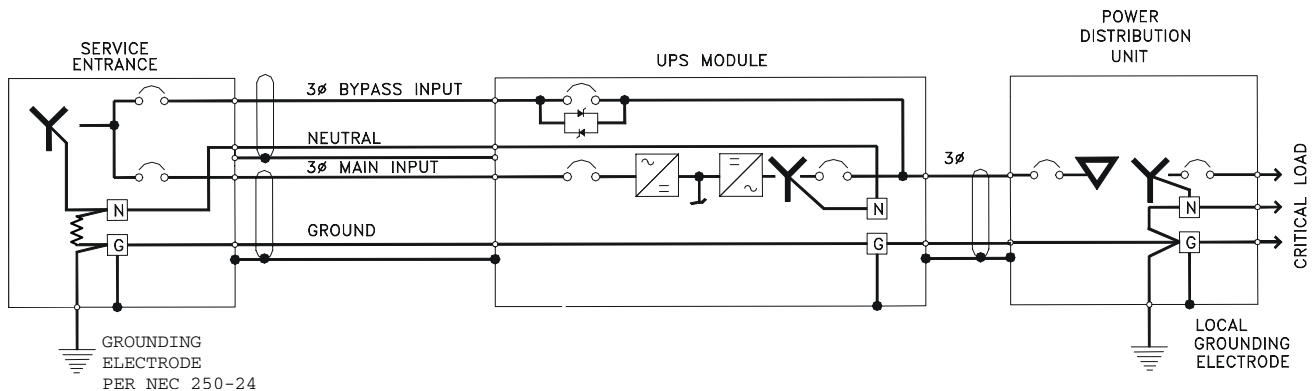 SERVICE
ENTRANCE
UPS MODULE
POWER
DISTRIBUTION
UNIT
3ø BYPASS INPUT
NEUTRAL
3ø MAIN INPUT
3ø
N
N
N
GROUND
G
G
G
CRITICAL LOAD
GROUNDING
ELECTRODE
PER NEC 250-24
LOCAL
GROUNDING
ELECTRODE